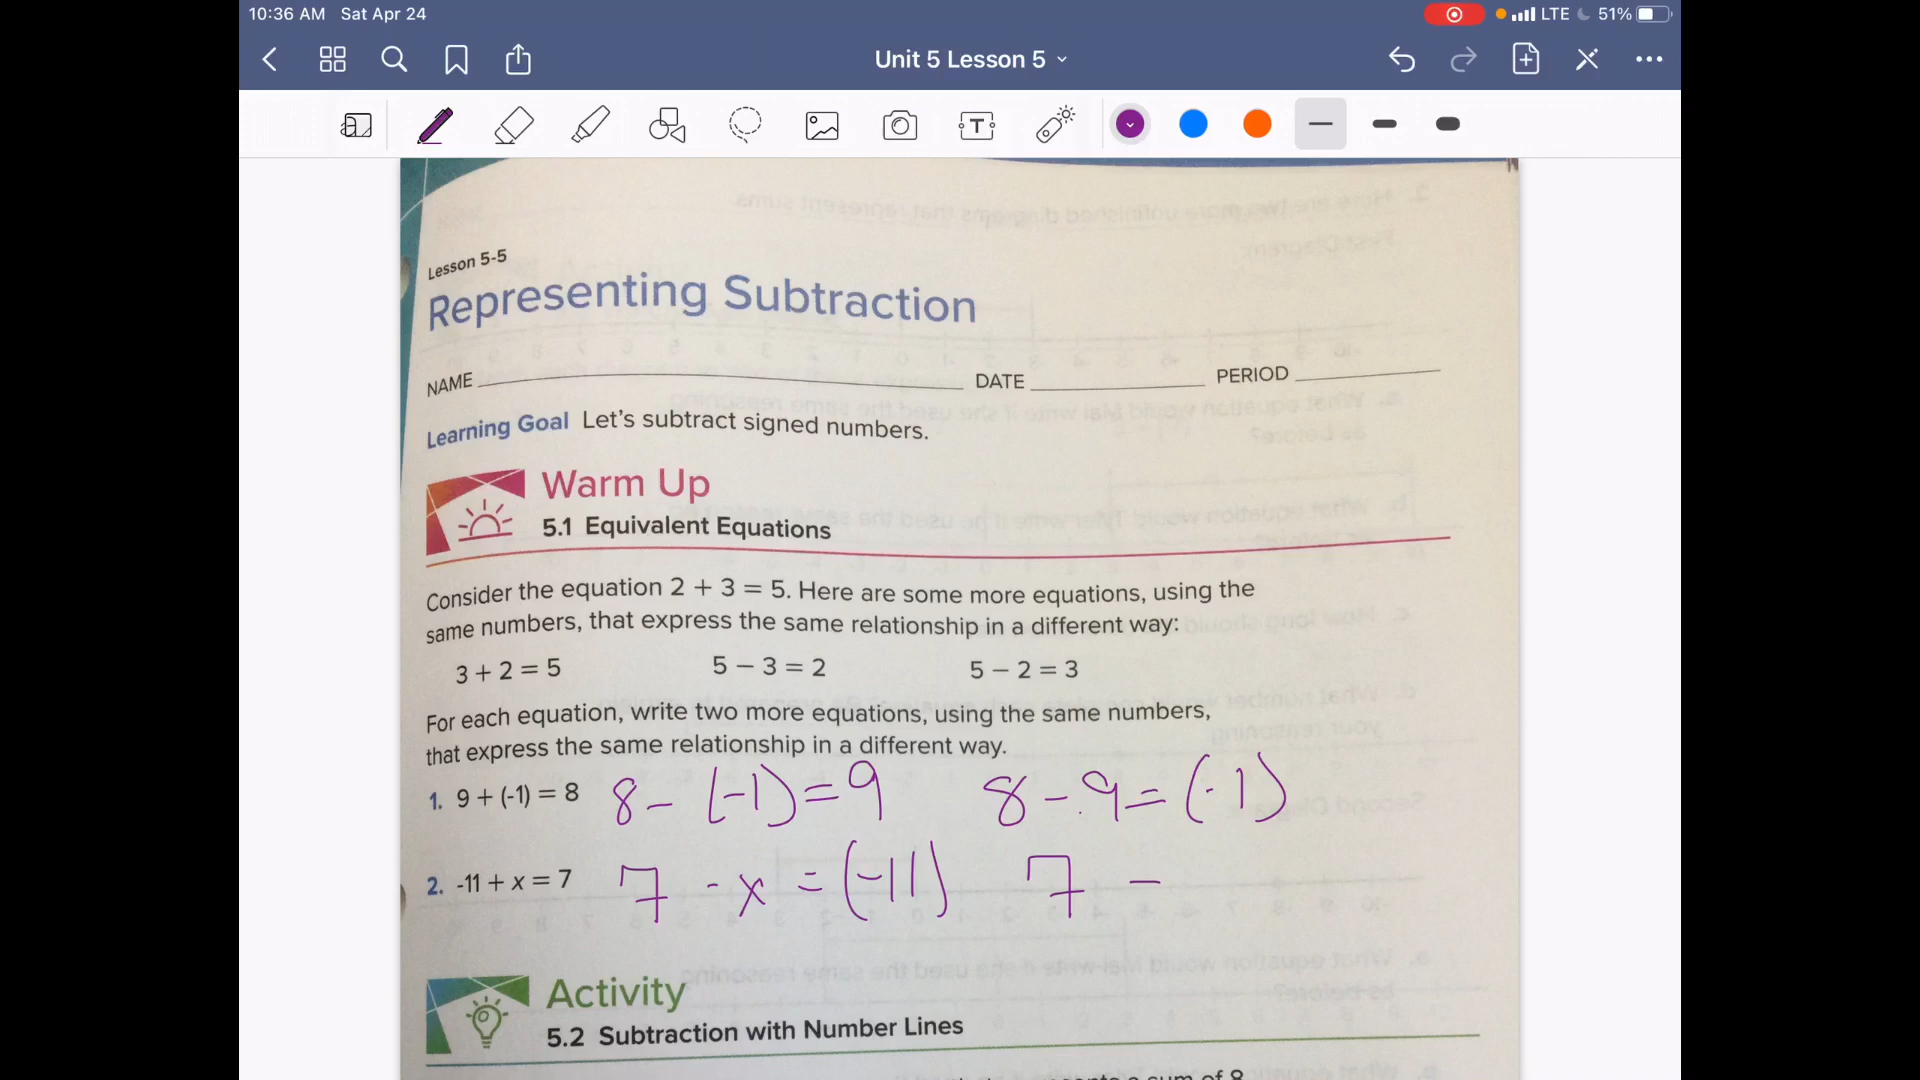 10:36 AM Sat Apr 24
LTE 51%
Unit 5 Lesson 5
T
Lesson 5-5
Representing Subtraction
NAME DATE PERIOD
Learning Goal Let's subtract signed numbers.
Warm Up
5.1 Equivalent Equations
Consider the equation 2 + 3 = 5. Here are some more equations, using the
same numbers, that express the same relationship in a different way:
3 + 2 = 5 5 − 3 = 2 5 − 2 = 3
For each equation, write two more equations, using the same numbers,
that express the same relationship in a different way.
1. 9 + (-1) = 8 8 - (-1) = 9 8 - 9 = (-1)
2. -11 + x = 7 7 - x = (-11) 7 -
Activity
5.2 Subtraction with Number Lines
a sum of 8